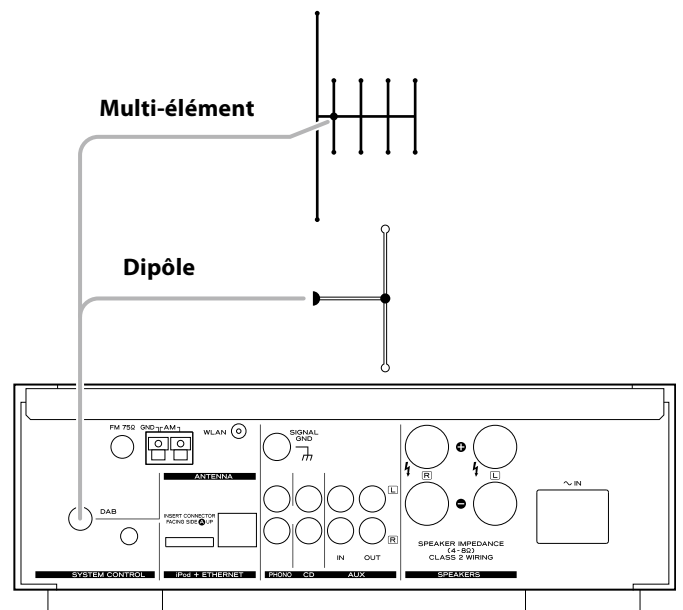 Multi-élément
Dipôle
FM 75Ω
GND
AM
WLAN
SIGNAL
GND
ANTENNA
DAB
INSERT CONNECTOR
FACING SIDE A UP
L
R
IN
OUT
R
L
SPEAKER IMPEDANCE
(4-8Ω)
CLASS 2 WIRING
~ IN
SYSTEM CONTROL
iPod + ETHERNET
PHONO
CD
AUX
SPEAKERS